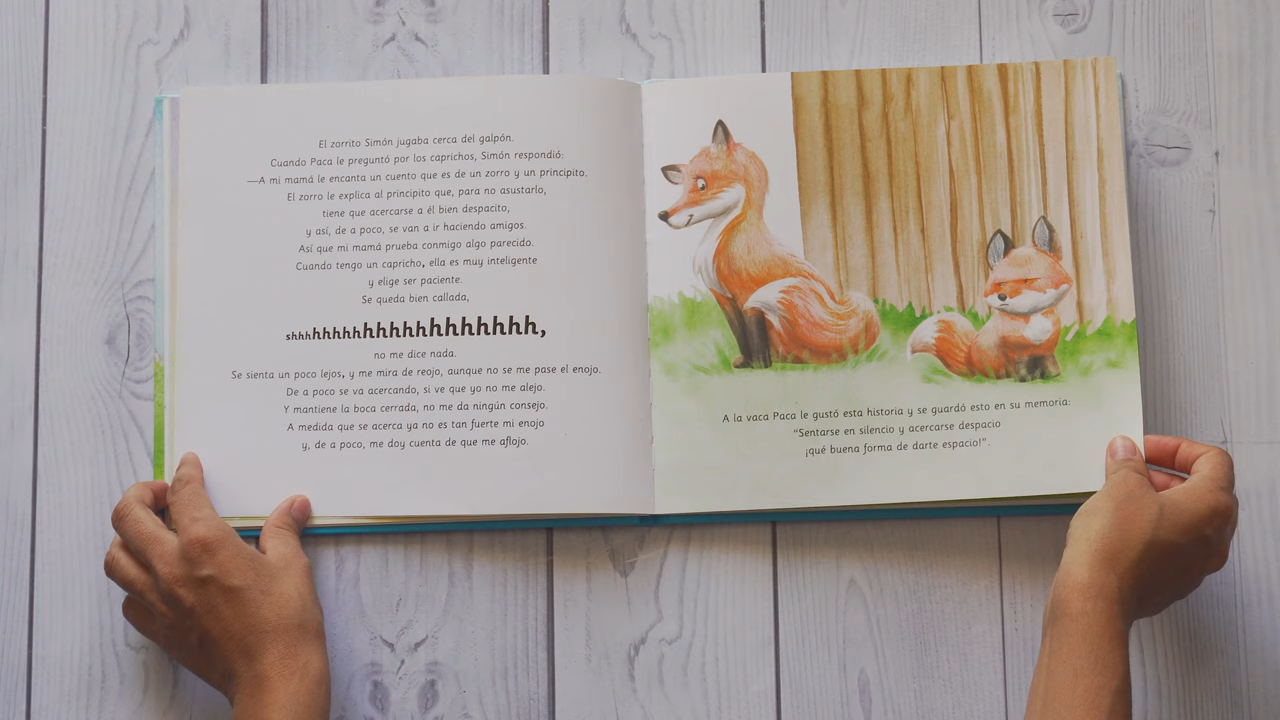 El zorrito Simón jugaba cerca del galpón.
Cuando Paca le preguntó por los caprichos, Simón respondió:
—A mi mamá le encanta un cuento que es de un zorro y un principito.
El zorro le explica al principito que, para no asustarlo,
tiene que acercarse a él bien despacito,
y así, de a poco, se van a ir haciendo amigos.
Así que mi mamá prueba conmigo algo parecido.
Cuando tengo un capricho, ella es muy inteligente
y elige ser paciente.
Se queda bien callada,
shhhhhhhhhhhhhhhhhhhhh,
no me dice nada.
Se sienta un poco lejos, y me mira de reojo, aunque no se me pase el enojo.
De a poco se va acercando, si ve que yo no me alejo.
Y mantiene la boca cerrada, no me da ningún consejo.
A medida que se acerca ya no es tan fuerte mi enojo
y, de a poco, me doy cuenta de que me aflojo.
A la vaca Paca le gustó esta historia y se guardó esto en su memoria:
“Sentarse en silencio y acercarse despacio
¡qué buena forma de darte espacio!”.